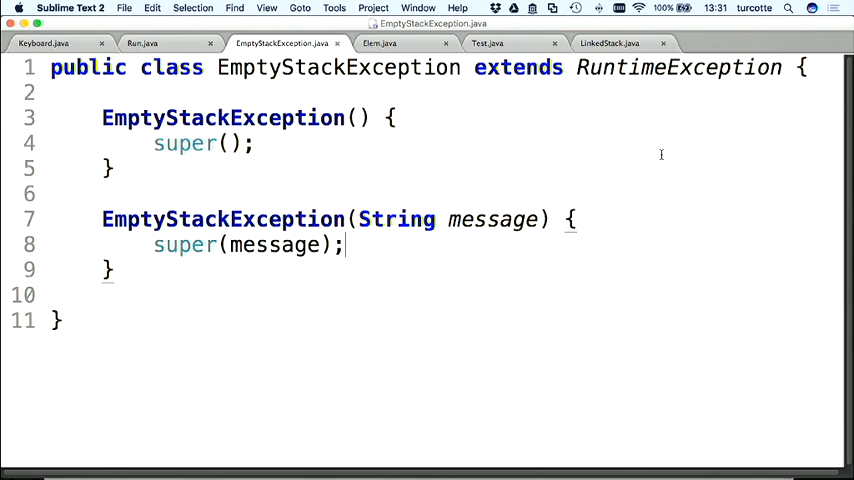 Sublime Text 2 File Edit Selection Find View Goto Tools Project Window Help 100% 13:31 turcotte
EmptyStackException.java
Keyboard.java Run.java EmptyStackException.java Elem.java Test.java LinkedStack.java
1 public class EmptyStackException extends RuntimeException {
2
3 EmptyStackException() {
4 super();
5 }
6
7 EmptyStackException(String message) {
8 super(message);
9 }
10
11 }